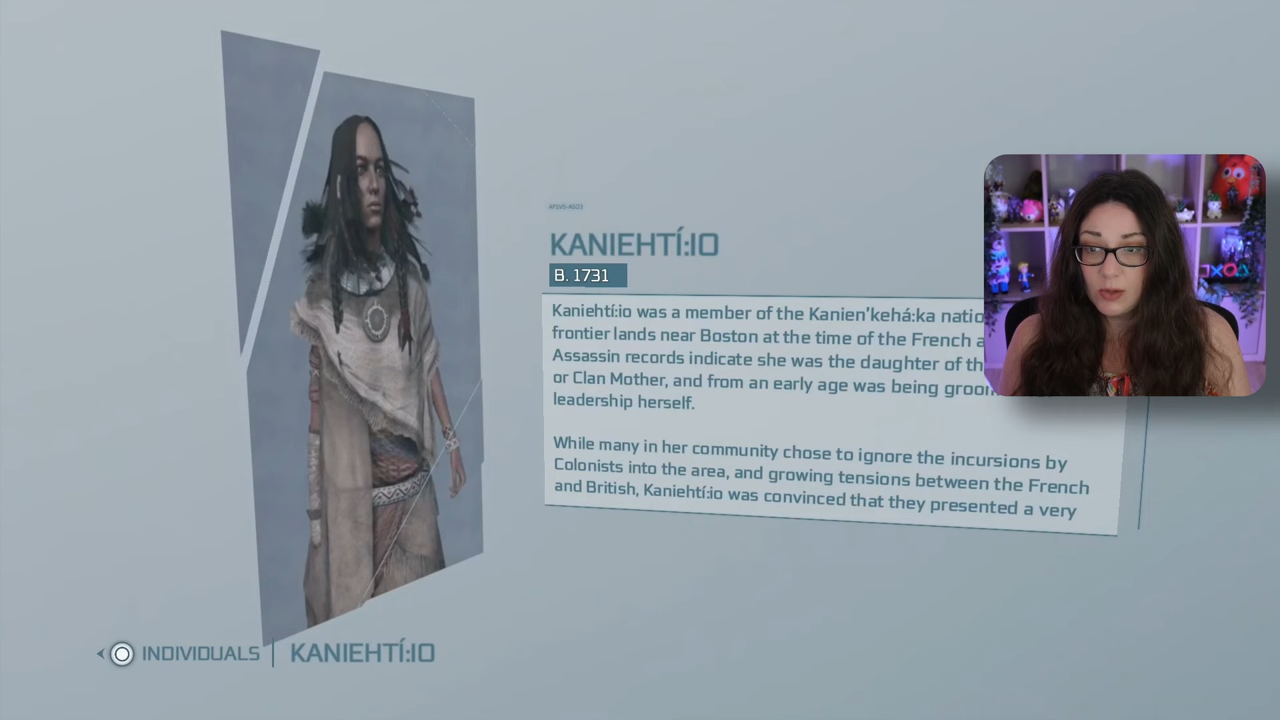 KANIEHTÍ:IO
B. 1731
Kaniehtí:io was a member of the Kanien'kehá:ka natio
frontier lands near Boston at the time of the French a
Assassin records indicate she was the daughter of th
or Clan Mother, and from an early age was being groo
leadership herself.
While many in her community chose to ignore the incursions by
Colonists into the area, and growing tensions between the French
and British, Kaniehtí:io was convinced that they presented a very
INDIVIDUALS
KANIEHTÍ:IO